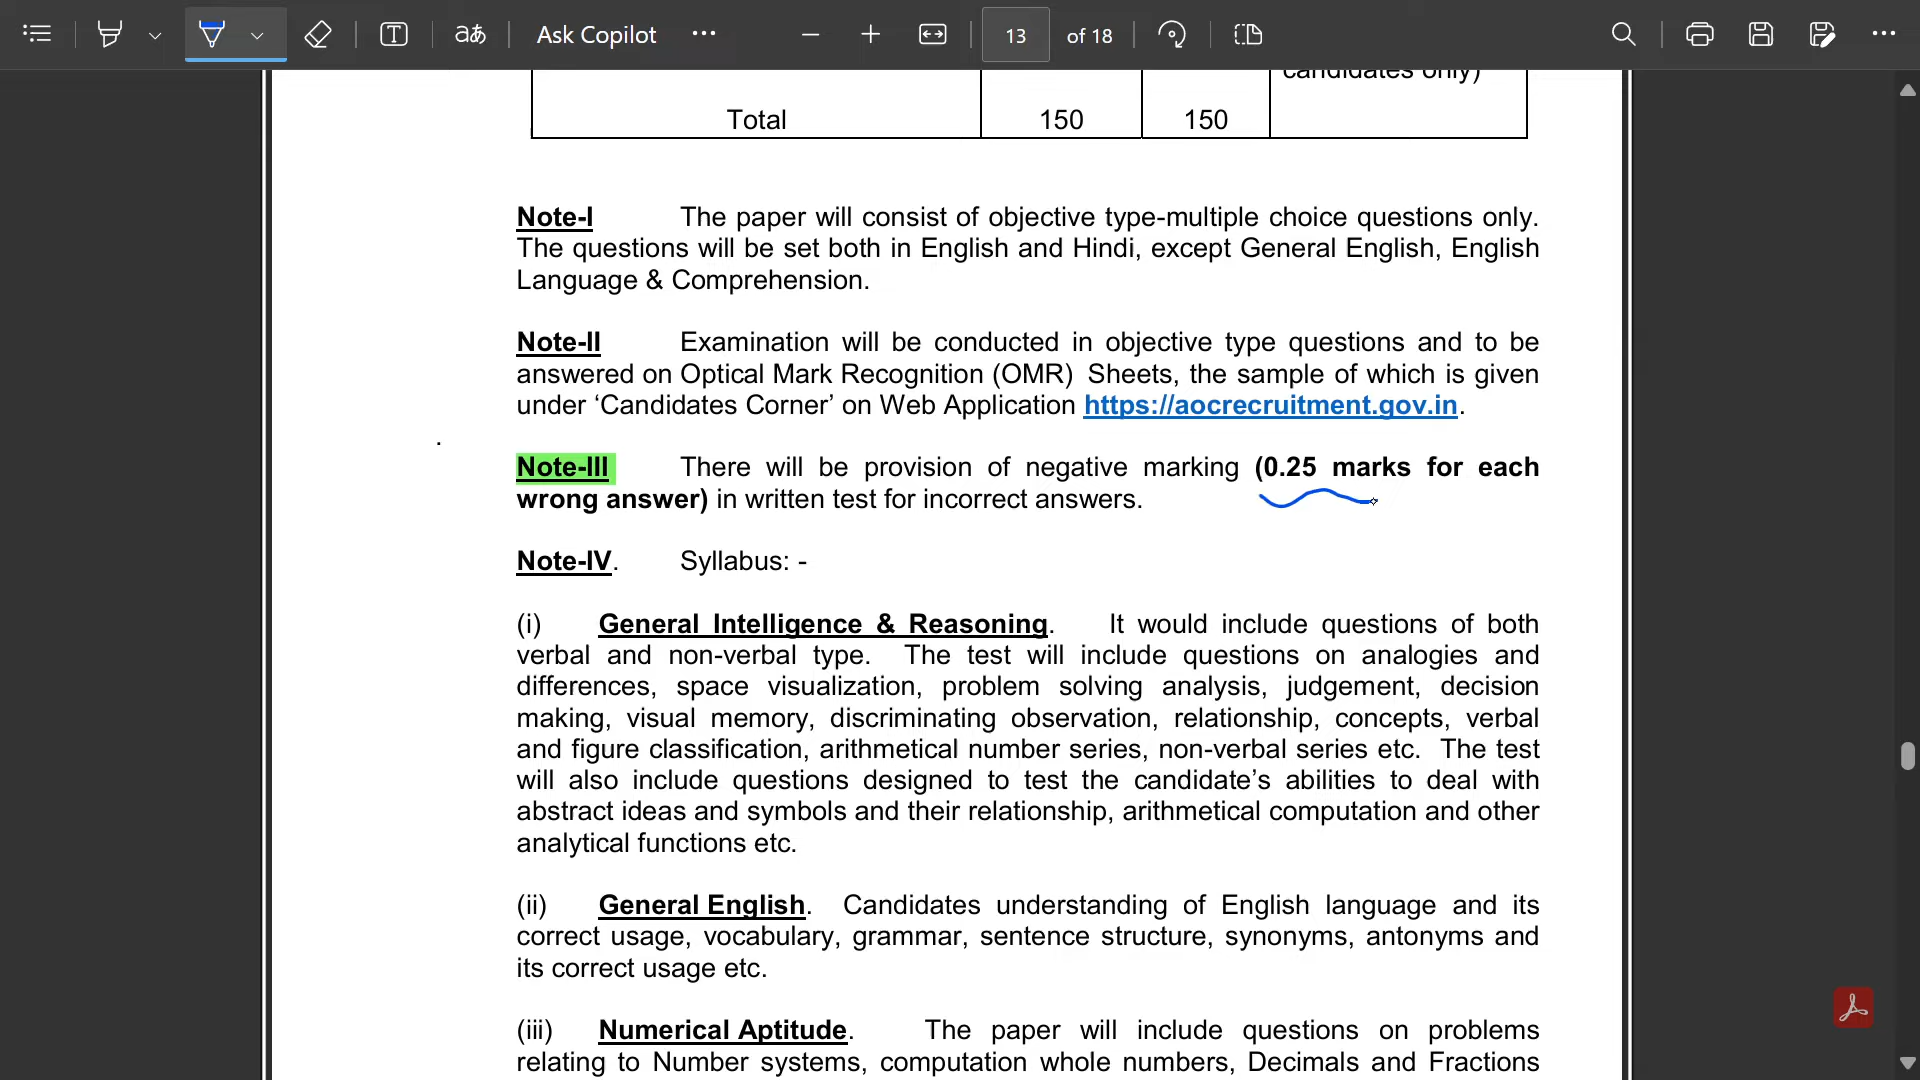 Ask Copilot
13 of 18
candidates only)
Total 150 150
Note-I The paper will consist of objective type-multiple choice questions only.
The questions will be set both in English and Hindi, except General English, English
Language & Comprehension.
Note-II Examination will be conducted in objective type questions and to be
answered on Optical Mark Recognition (OMR) Sheets, the sample of which is given
under ‘Candidates Corner’ on Web Application https://aocrecruitment.gov.in.
Note-III There will be provision of negative marking (0.25 marks for each
wrong answer) in written test for incorrect answers.
Note-IV. Syllabus: -
(i) General Intelligence & Reasoning. It would include questions of both
verbal and non-verbal type. The test will include questions on analogies and
differences, space visualization, problem solving analysis, judgement, decision
making, visual memory, discriminating observation, relationship, concepts, verbal
and figure classification, arithmetical number series, non-verbal series etc. The test
will also include questions designed to test the candidate’s abilities to deal with
abstract ideas and symbols and their relationship, arithmetical computation and other
analytical functions etc.
(ii) General English. Candidates understanding of English language and its
correct usage, vocabulary, grammar, sentence structure, synonyms, antonyms and
its correct usage etc.
(iii) Numerical Aptitude. The paper will include questions on problems
relating to Number systems, computation whole numbers, Decimals and Fractions